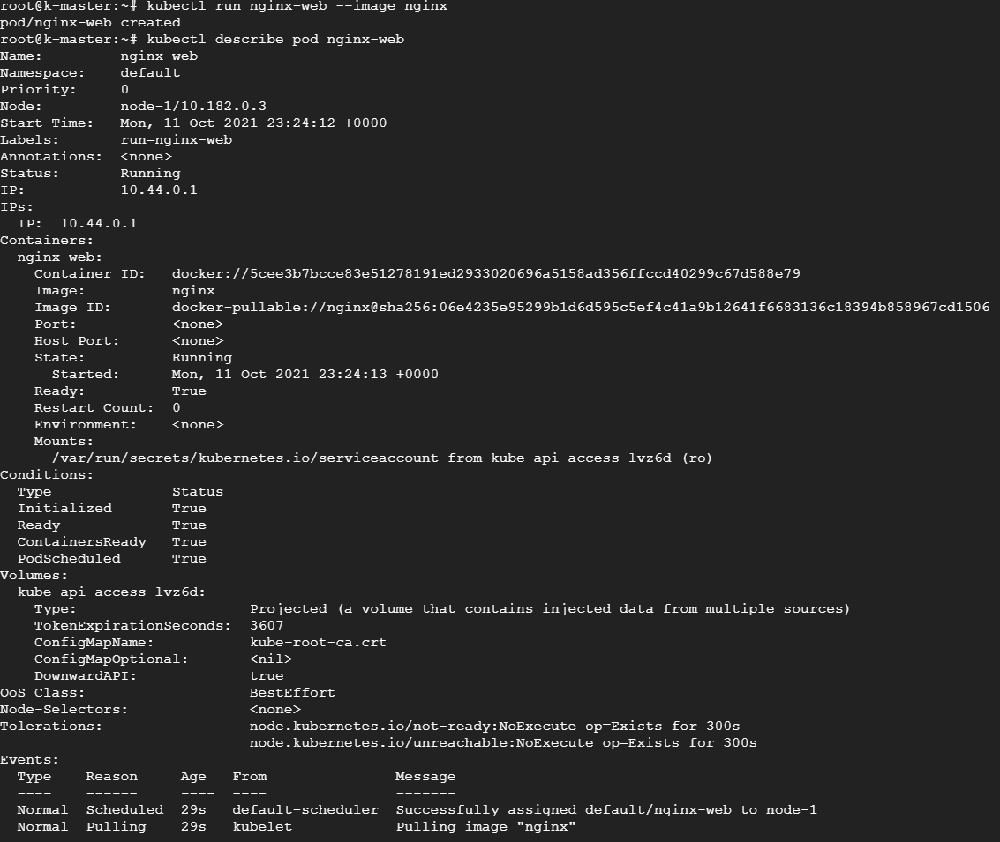 root@k-master:~# kubectl run nginx-web --image nginx
pod/nginx-web created
root@k-master:~# kubectl describe pod nginx-web
Name:         nginx-web
Namespace:    default
Priority:     0
Node:         node-1/10.182.0.3
Start Time:   Mon, 11 Oct 2021 23:24:12 +0000
Labels:       run=nginx-web
Annotations:  <none>
Status:       Running
IP:           10.44.0.1
IPs:
  IP:  10.44.0.1
Containers:
  nginx-web:
    Container ID:   docker://5cee3b7bcce83e51278191ed2933020696a5158ad356ffccd40299c67d588e79
    Image:          nginx
    Image ID:       docker-pullable://nginx@sha256:06e4235e95299b1d6d595c5ef4c41a9b12641f6683136c18394b858967cd1506
    Port:           <none>
    Host Port:      <none>
    State:          Running
      Started:      Mon, 11 Oct 2021 23:24:13 +0000
    Ready:          True
    Restart Count:  0
    Environment:    <none>
    Mounts:
      /var/run/secrets/kubernetes.io/serviceaccount from kube-api-access-lvz6d (ro)
Conditions:
  Type              Status
  Initialized       True
  Ready             True
  ContainersReady   True
  PodScheduled      True
Volumes:
  kube-api-access-lvz6d:
    Type:                    Projected (a volume that contains injected data from multiple sources)
    TokenExpirationSeconds:  3607
    ConfigMapName:           kube-root-ca.crt
    ConfigMapOptional:       <nil>
    DownwardAPI:             true
QoS Class:                   BestEffort
Node-Selectors:              <none>
Tolerations:                 node.kubernetes.io/not-ready:NoExecute op=Exists for 300s
                             node.kubernetes.io/unreachable:NoExecute op=Exists for 300s
Events:
  Type    Reason     Age   From               Message
  ----    ------     ----  ----               -------
  Normal  Scheduled  29s   default-scheduler  Successfully assigned default/nginx-web to node-1
  Normal  Pulling    29s   kubelet            Pulling image "nginx"